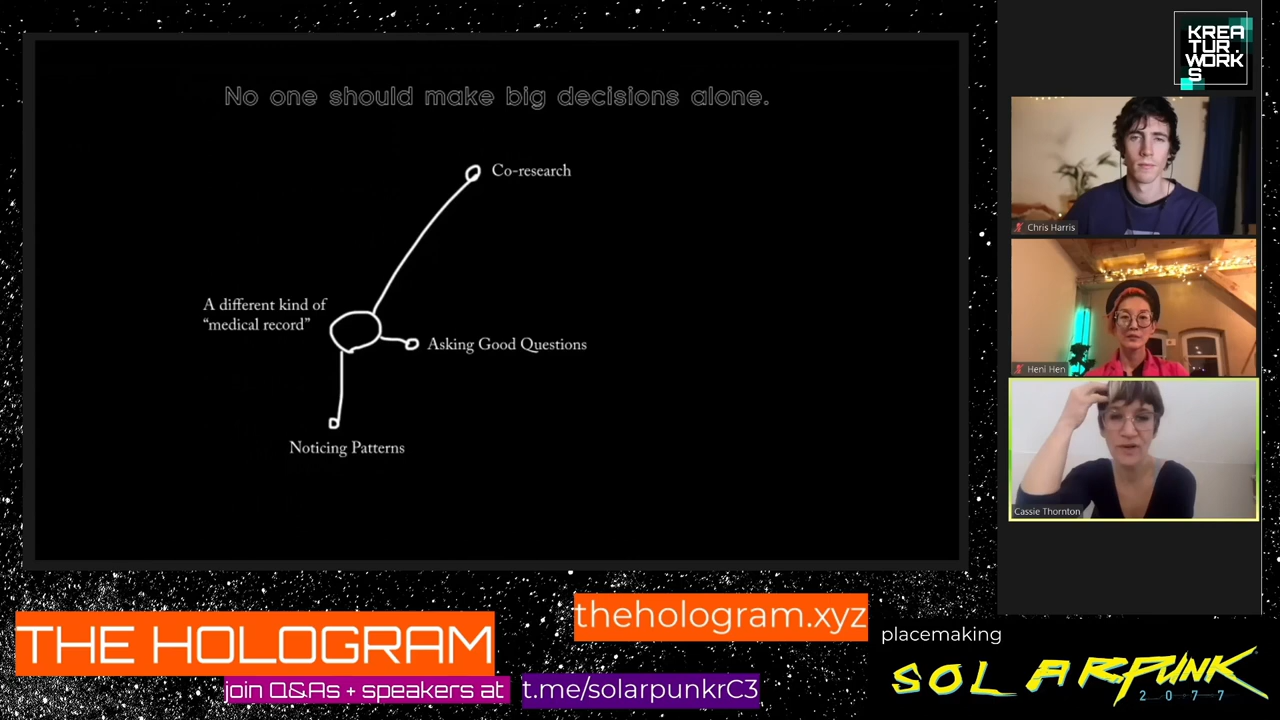 No one should make big decisions alone.
Co-research
A different kind of
“medical record”
Asking Good Questions
Noticing Patterns
KREA
TUR.
WORK
S
Chris Harris
Heni Hen
Cassie Thornton
THE HOLOGRAM
thehologram.xyz
join Q&As + speakers at
t.me/solarpunkrC3
placemaking
SOLARPUNK
2077